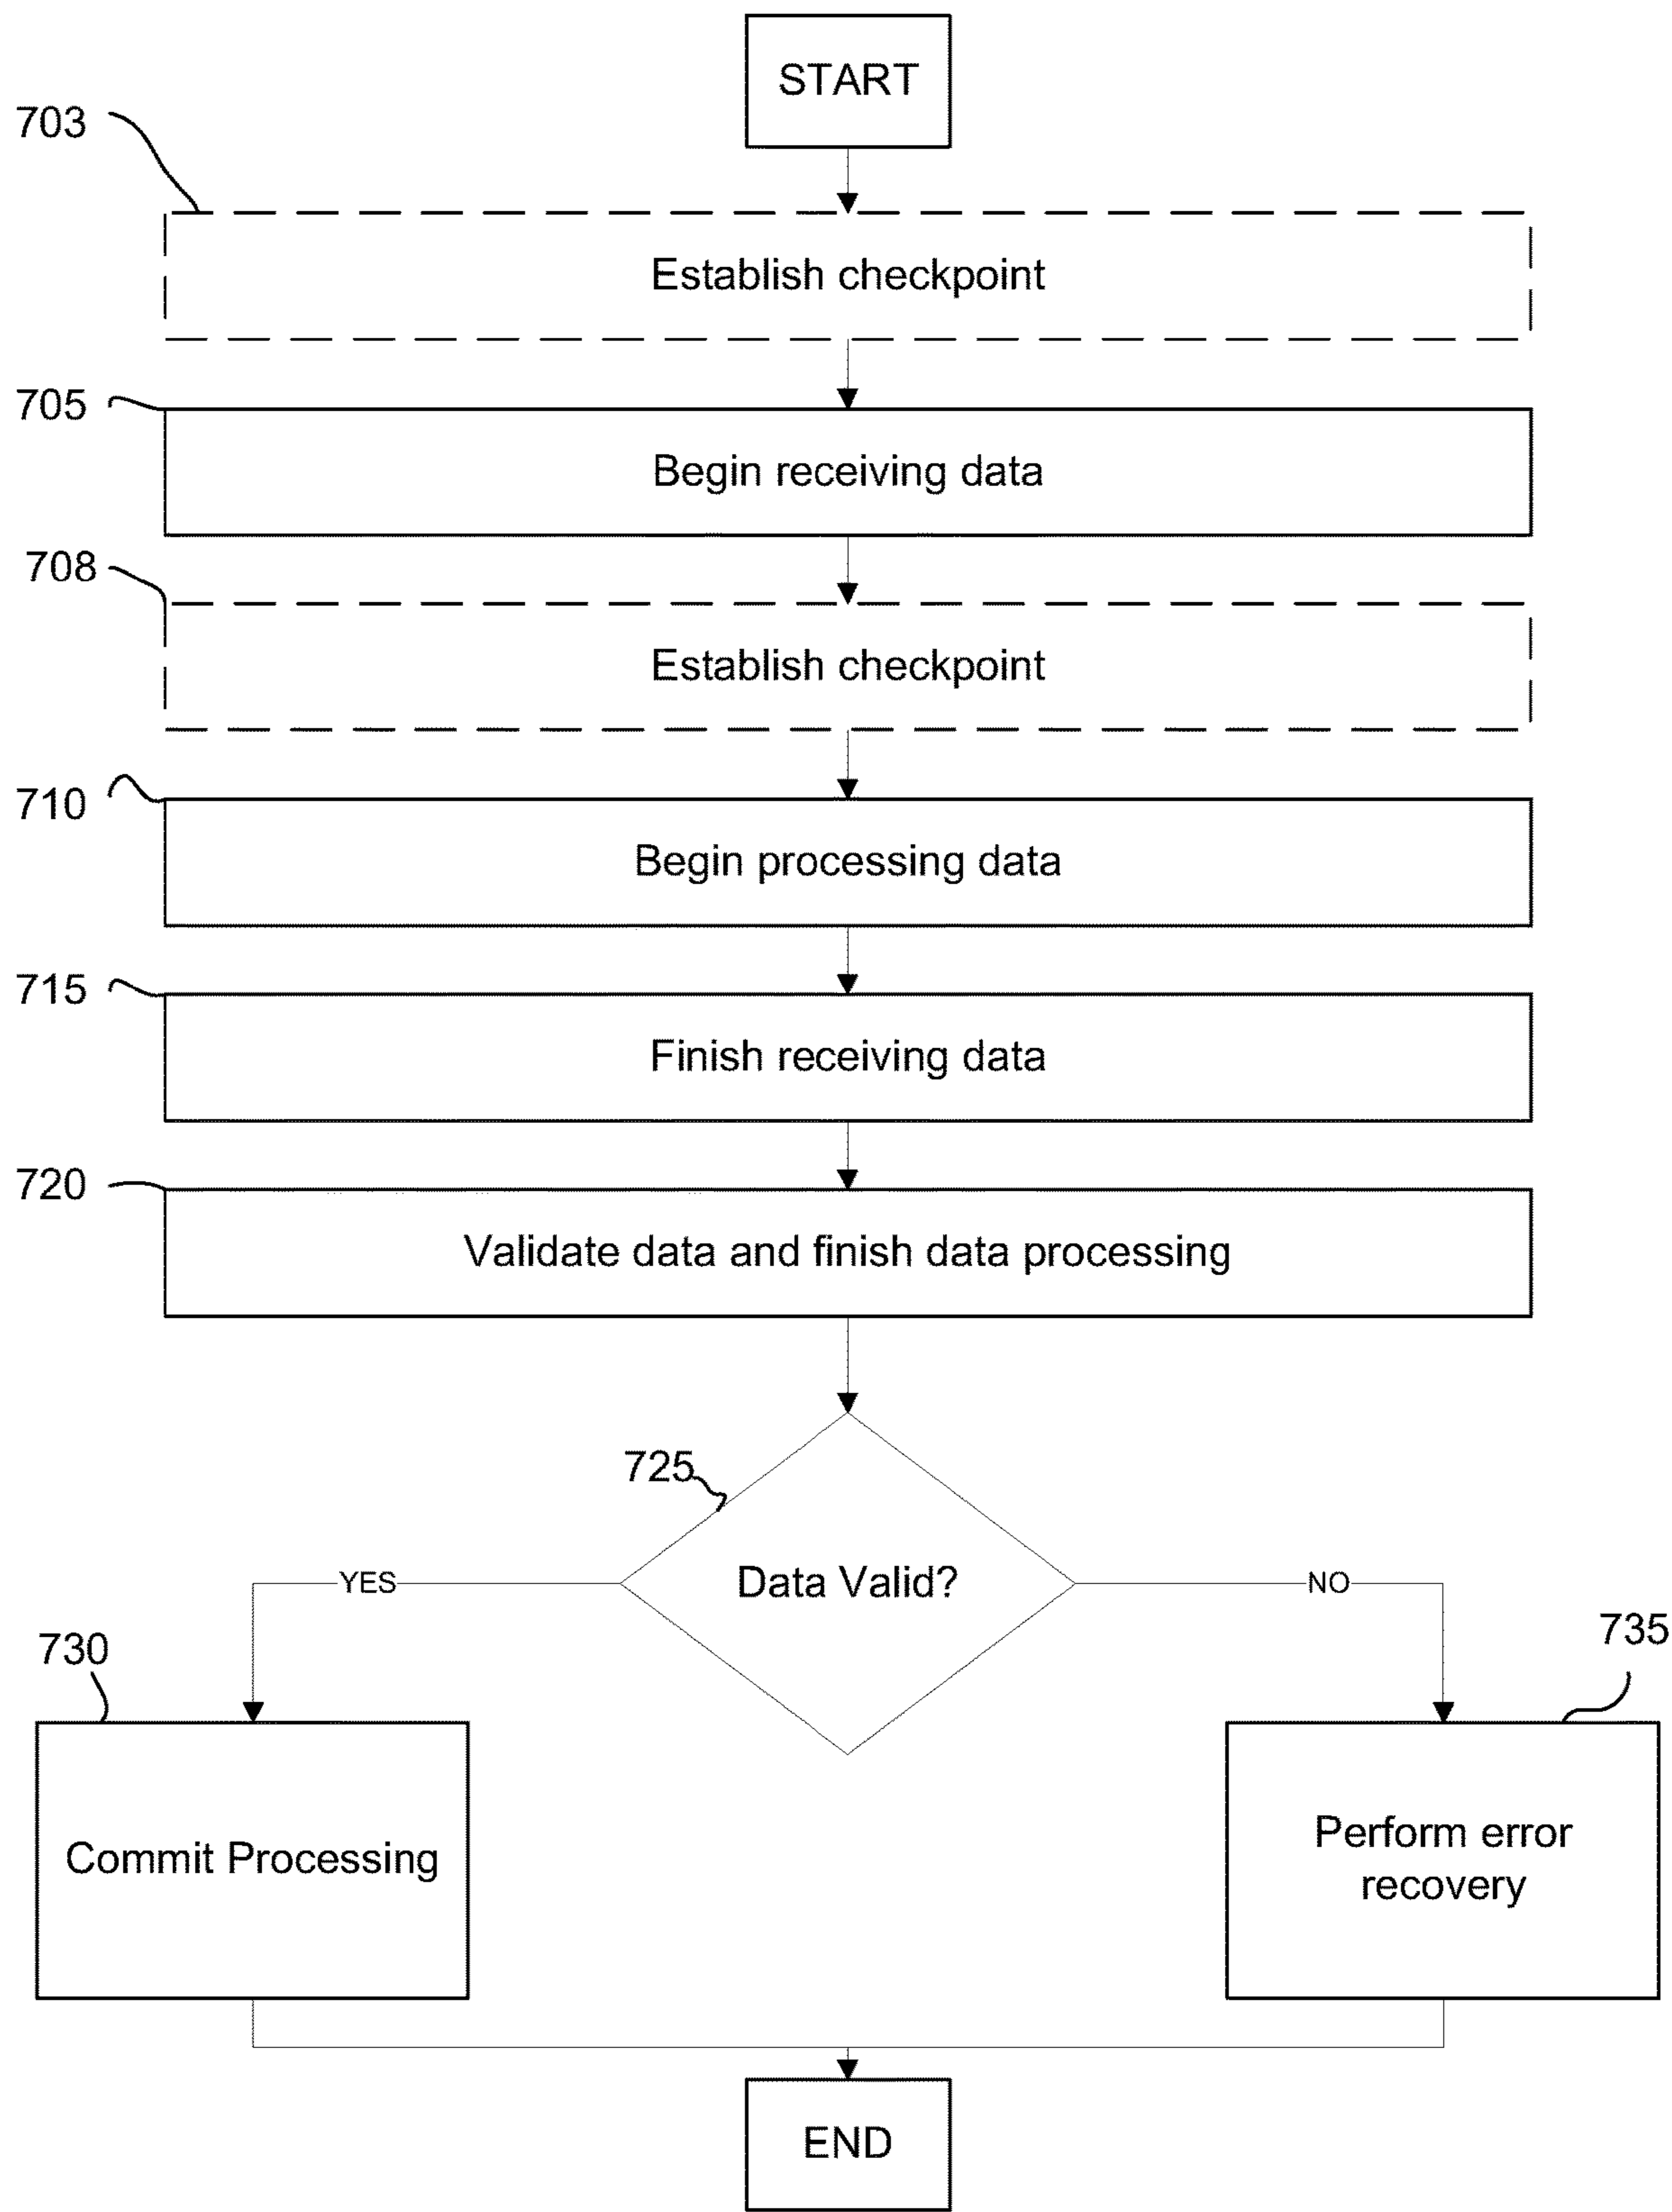 START
703
Establish checkpoint
705
Begin receiving data
708
Establish checkpoint
710
Begin processing data
715
Finish receiving data
720
Validate data and finish data processing
725
Data Valid?
YES
NO
730
735
Commit Processing
Perform error
recovery
END